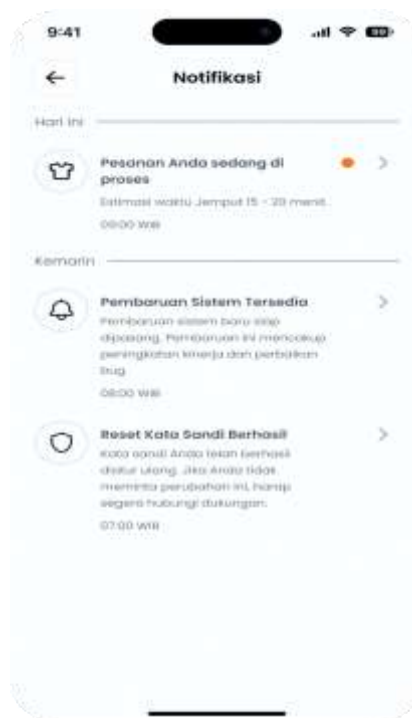 9:41
Notifikasi
Hari Ini
Pesanan Anda sedang di
proses
Estimasi waktu Jemput 15 - 20 menit.
09:00 WIB
Kemarin
Pembaruan Sistem Tersedia
Pembaruan sistem baru siap
dipasang. Pembaruan ini mencakup
peningkatan kinerja dan perbaikan
bug.
08:00 WIB
Reset Kata Sandi Berhasil
Kata sandi Anda telah berhasil
diatur ulang. Jika Anda tidak
meminta perubahan ini, harap
segera hubungi dukungan.
07:00 WIB